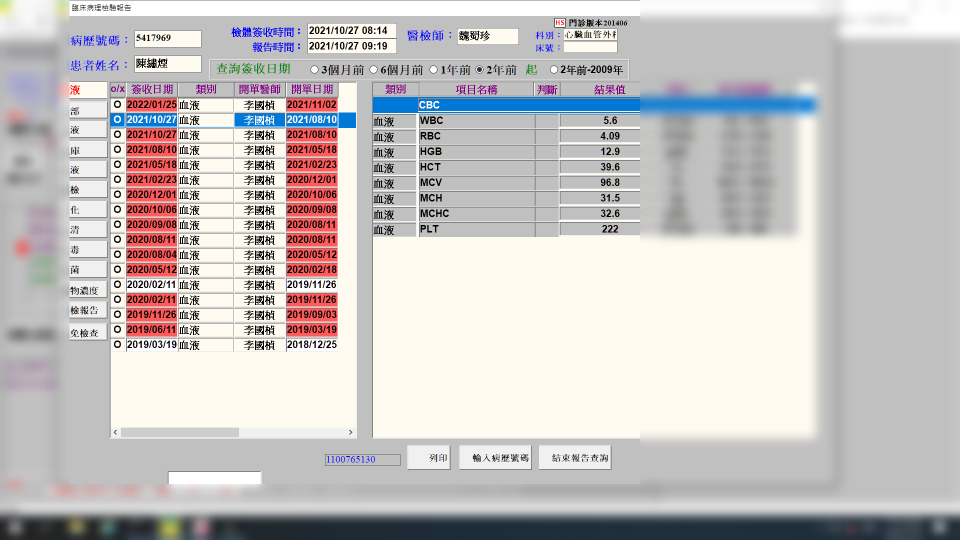 臨床病理檢驗報告
HS 門診版本201406
病歷號碼： 5417969 檢體簽收時間： 2021/10/27 08:14 醫檢師： 魏蜀珍 科別： 心臟血管外科
報告時間： 2021/10/27 09:19 床號：
患者姓名： 陳繡煙 查詢簽收日期 3個月前 6個月前 1年前 2年前 起 2年前-2009年
液
部
液
庫
液
檢
化
清
毒
菌
物濃度
檢報告
免檢查
o/x 簽收日期 類別 開單醫師 開單日期
O 2022/01/25 血液 李國楨 2021/11/02
O 2021/10/27 血液 李國楨 2021/08/10
O 2021/10/27 血液 李國楨 2021/08/10
O 2021/08/10 血液 李國楨 2021/05/18
O 2021/05/18 血液 李國楨 2021/02/23
O 2021/02/23 血液 李國楨 2020/12/01
O 2020/12/01 血液 李國楨 2020/10/06
O 2020/10/06 血液 李國楨 2020/09/08
O 2020/09/08 血液 李國楨 2020/08/11
O 2020/08/11 血液 李國楨 2020/08/11
O 2020/08/04 血液 李國楨 2020/05/12
O 2020/05/12 血液 李國楨 2020/02/18
O 2020/02/11 血液 李國楨 2019/11/26
O 2020/02/11 血液 李國楨 2019/11/26
O 2019/11/26 血液 李國楨 2019/09/03
O 2019/06/11 血液 李國楨 2019/03/19
O 2019/03/19 血液 李國楨 2018/12/25
類別 項目名稱 判斷 結果值
CBC
血液 WBC 5.6
血液 RBC 4.09
血液 HGB 12.9
血液 HCT 39.6
血液 MCV 96.8
血液 MCH 31.5
血液 MCHC 32.6
血液 PLT 222
1100765130 列印 輸入病歷號碼 結束報告查詢